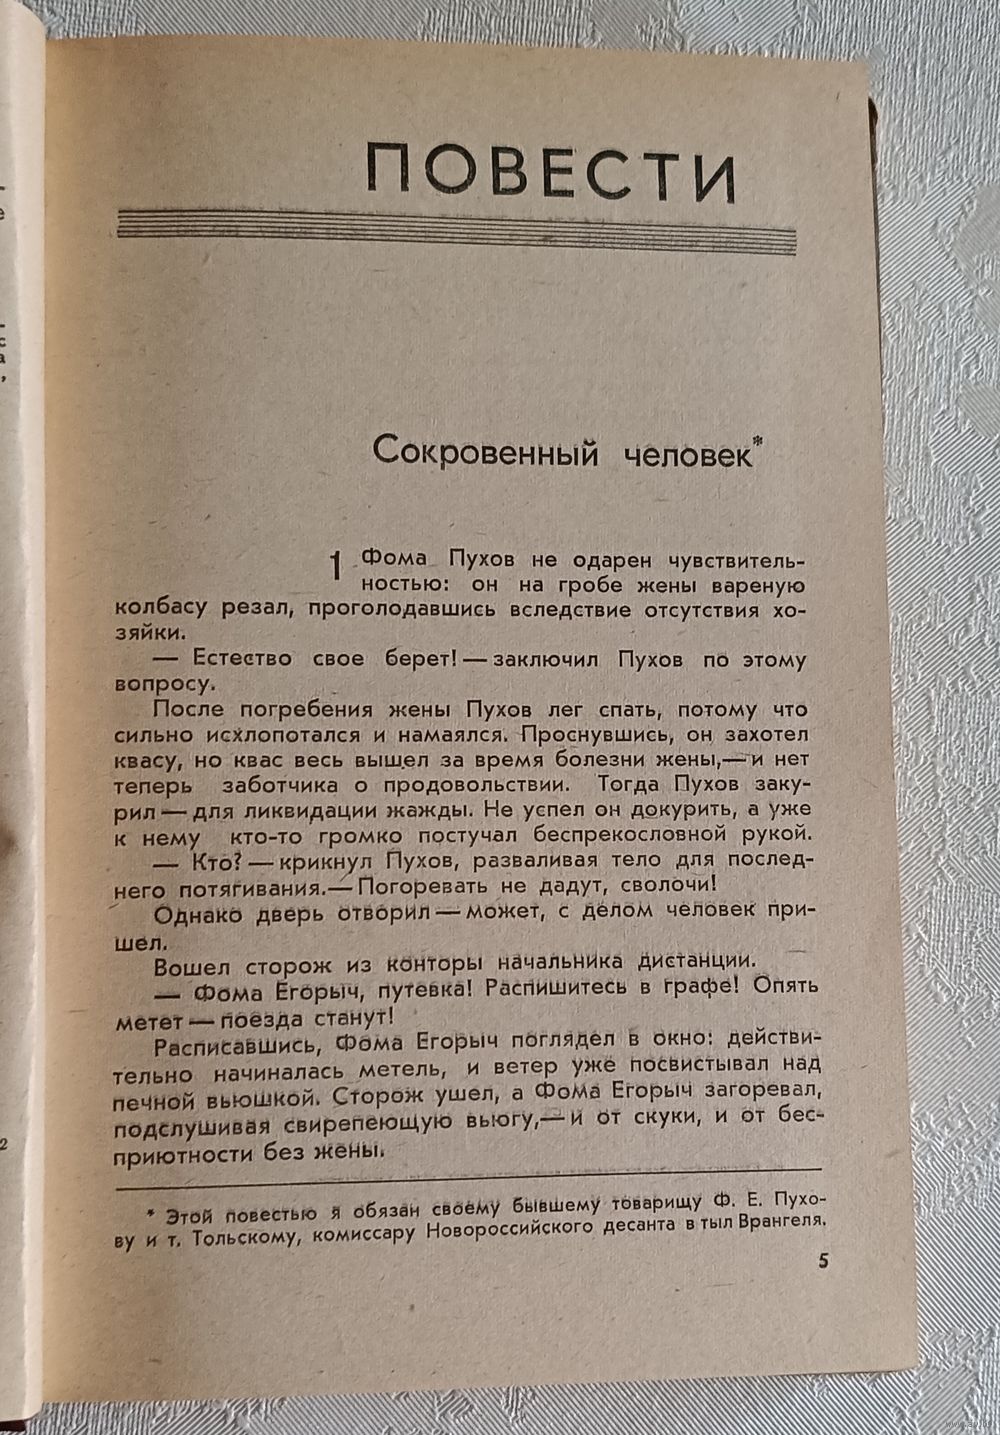 ПОВЕСТИ
Сокровенный человек*
1 Фома Пухов не одарен чувствитель-
ностью: он на гробе жены вареную
колбасу резал, проголодавшись вследствие отсутствия хо-
зяйки.
— Естество свое берет! — заключил Пухов по этому
вопросу.
После погребения жены Пухов лег спать, потому что
сильно исхлопотался и намаялся. Проснувшись, он захотел
квасу, но квас весь вышел за время болезни жены,— и нет
теперь заботчика о продовольствии. Тогда Пухов заку-
рил — для ликвидации жажды. Не успел он докурить, а уже
к нему кто-то громко постучал беспрекословной рукой.
— Кто? — крикнул Пухов, разваливая тело для послед-
него потягивания.— Погоревать не дадут, сволочи!
Однако дверь отворил — может, с делом человек при-
шел.
Вошел сторож из конторы начальника дистанции.
— Фома Егорыч, путевка! Распишитесь в графе! Опять
метет — поезда станут!
Расписавшись, Фома Егорыч поглядел в окно: действи-
тельно начиналась метель, и ветер уже посвистывал над
печной вьюшкой. Сторож ушел, а Фома Егорыч загоревал,
подслушивая свирепеющую вьюгу,— и от скуки, и от бес-
приютности без жены.
* Этой повестью я обязан своему бывшему товарищу Ф. Е. Пухо-
ву и т. Тольскому, комиссару Новороссийского десанта в тыл Врангеля.
5